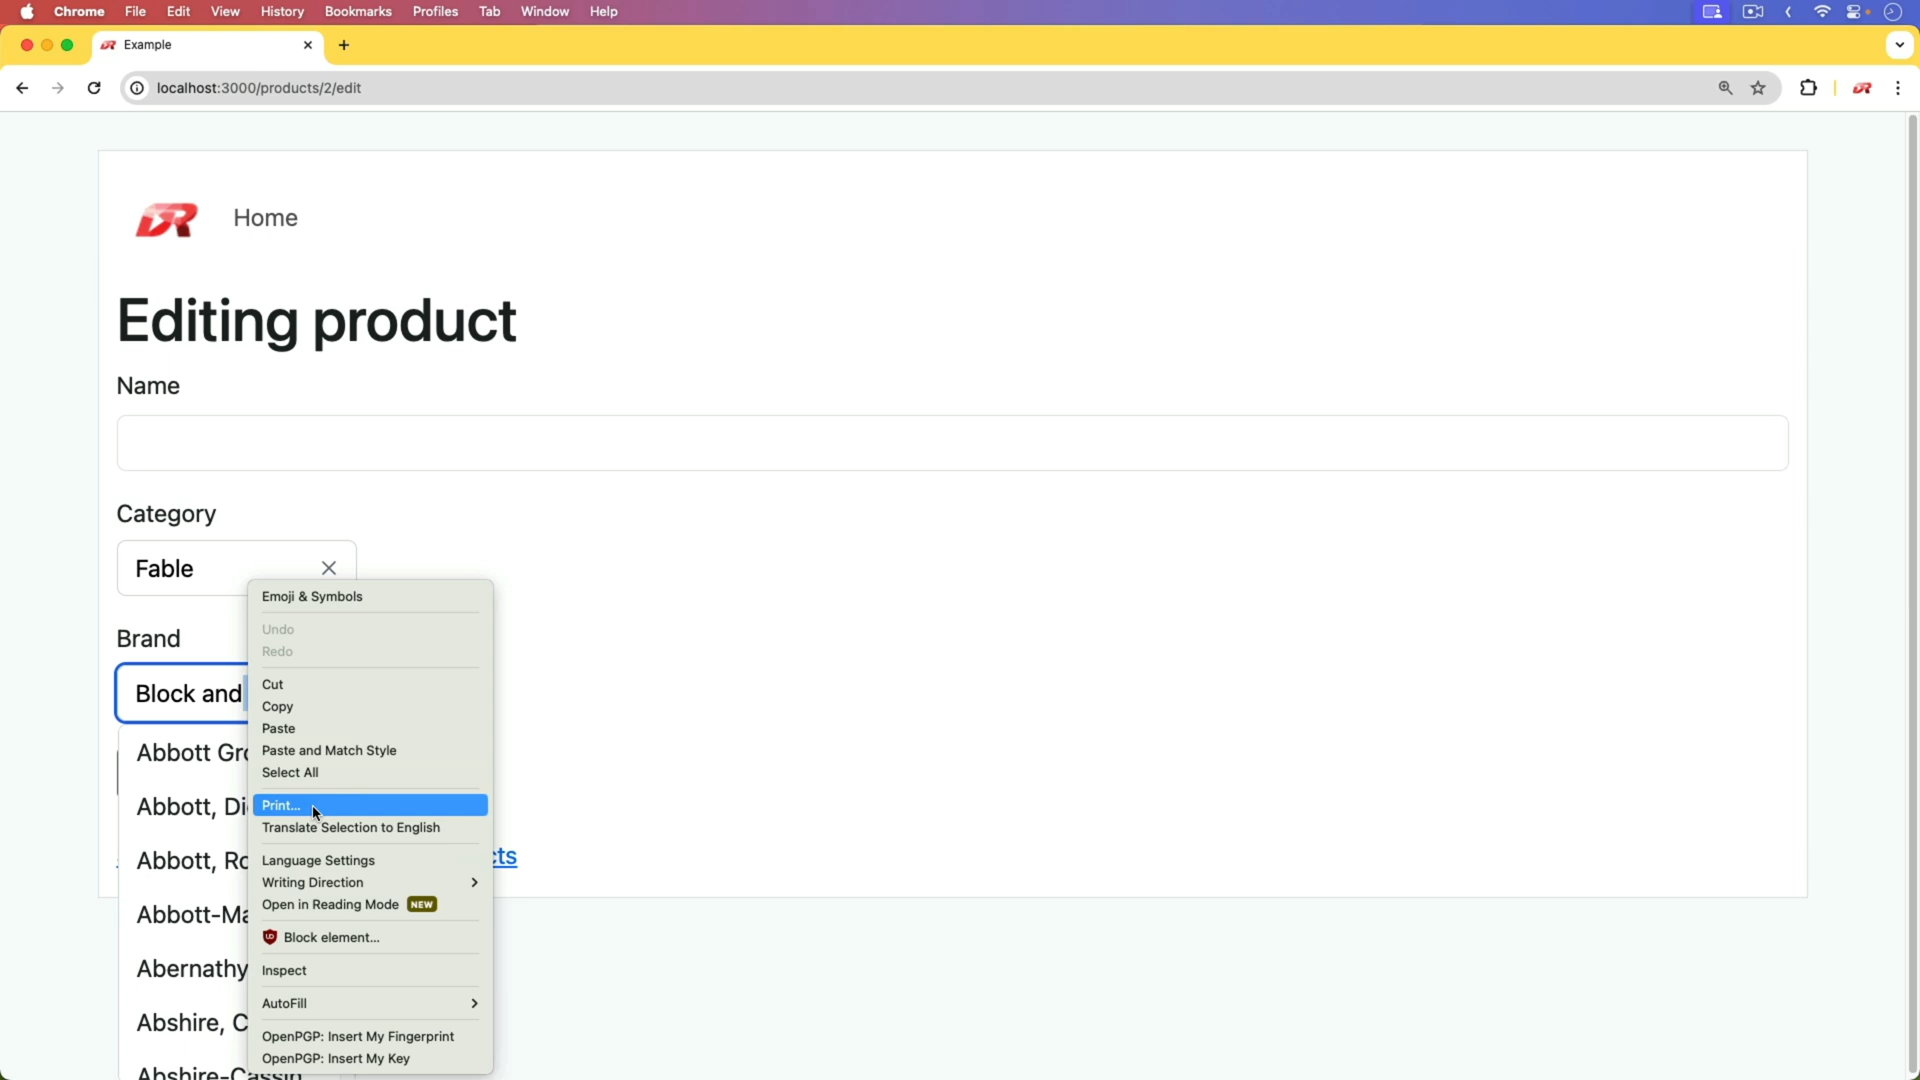 Chrome File Edit View History Bookmarks Profiles Tab Window Help
Example
localhost:3000/products/2/edit
Home
Editing product
Name
Category
Fable
Brand
Block and
Abbott Gro
Abbott, Di
Abbott, Ro
Abbott-Ma
Abernathy
Abshire, C
Abshire-Cassin
Emoji & Symbols
Undo
Redo
Cut
Copy
Paste
Paste and Match Style
Select All
Print...
Translate Selection to English
Language Settings
Writing Direction
Open in Reading Mode NEW
Block element...
Inspect
AutoFill
OpenPGP: Insert My Fingerprint
OpenPGP: Insert My Key
cts